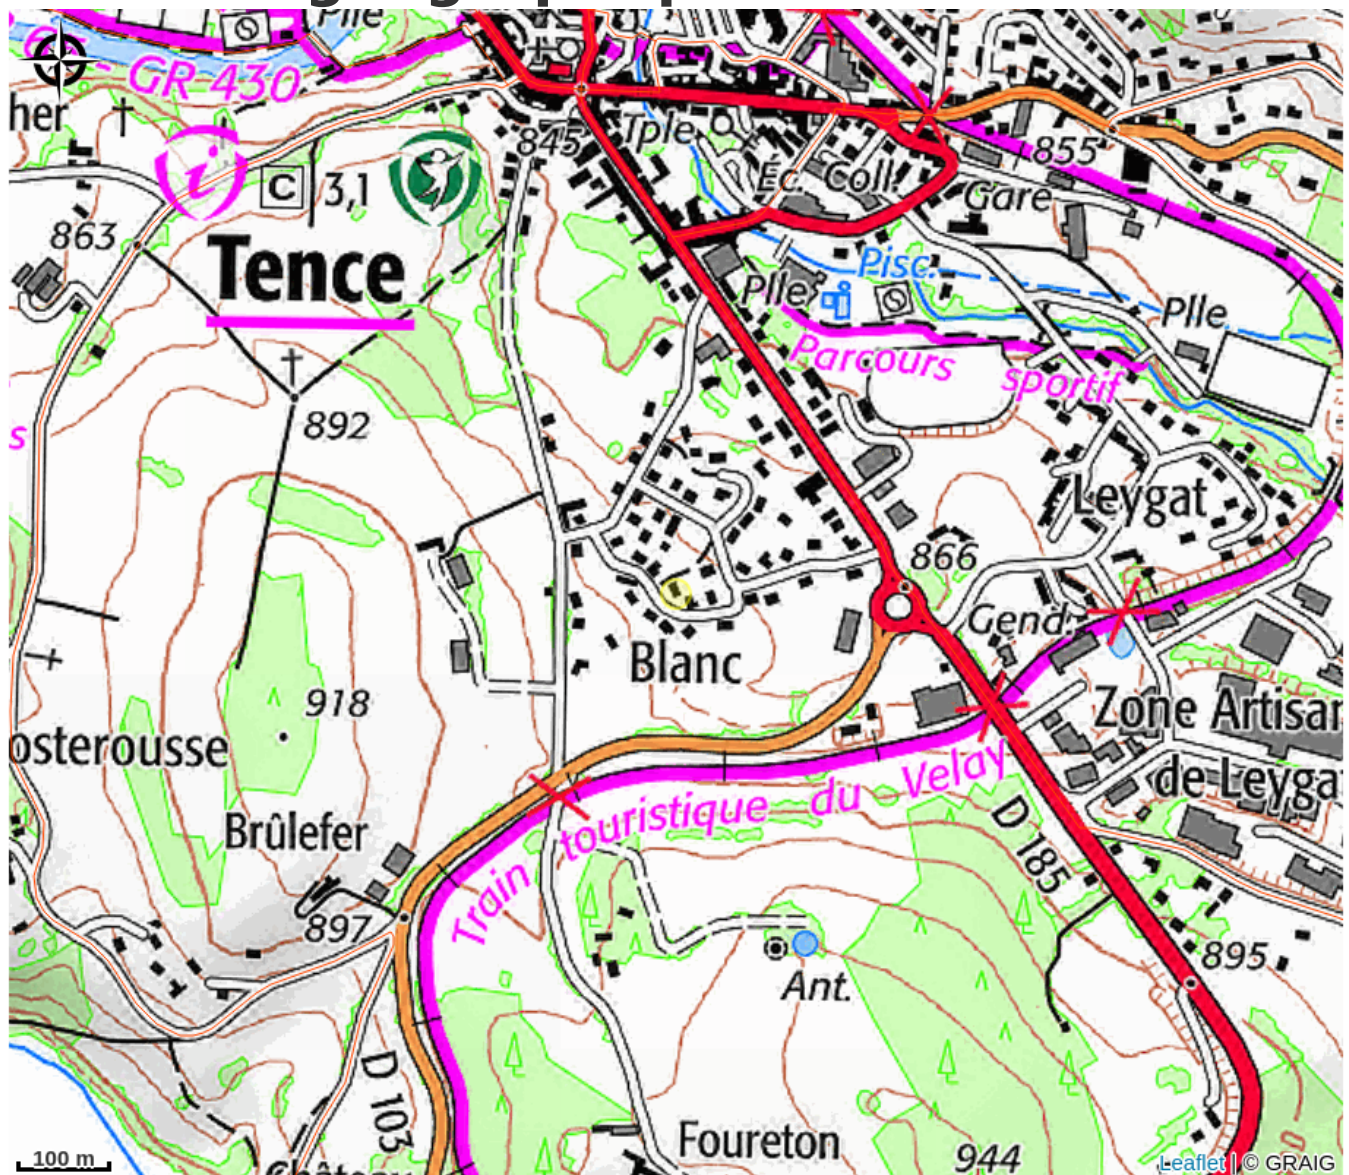 Plle
GR 430
her
845
Tple
855
Éc.
Coll.
i
C
3,1
Gare
863
Tence
Pisc.
Plle
Plle
Parcours sportif
892
s
Leygat
866
Gend.
Blanc
918
Zone Artisan
osterousse
de Leygat
touristique du Velay
Brûlefer
D 185
Train
897
895
Ant.
D 103
Foureton
944
100 m
Leaflet | © GRAIG